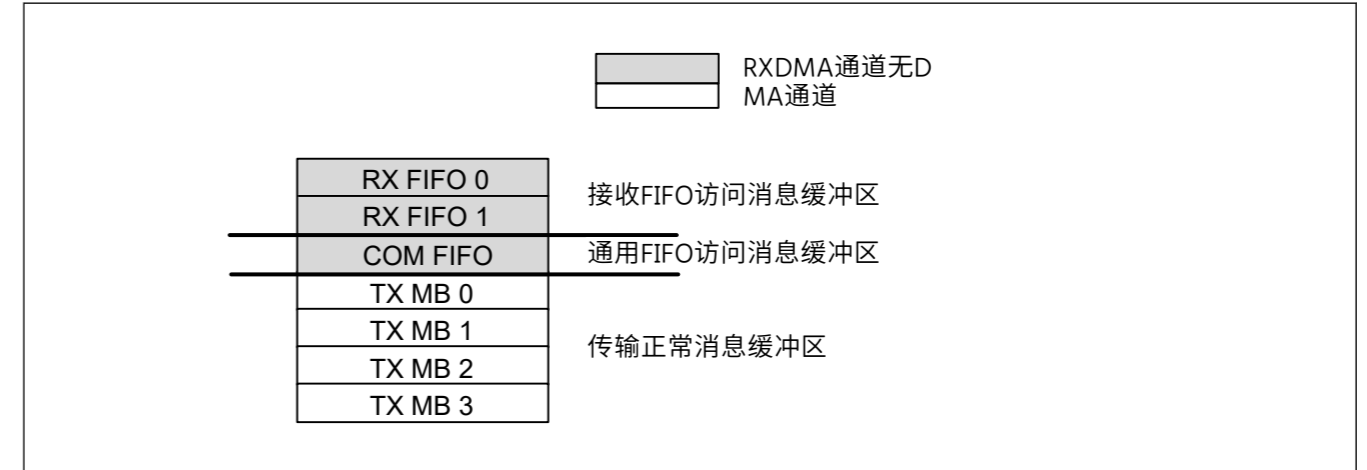 RXDMA通道无D
MA通道
RX FIFO 0
RX FIFO 1
接收FIFO访问消息缓冲区
COM FIFO
通用FIFO访问消息缓冲区
TX MB 0
TX MB 1
TX MB 2
TX MB 3
传输正常消息缓冲区